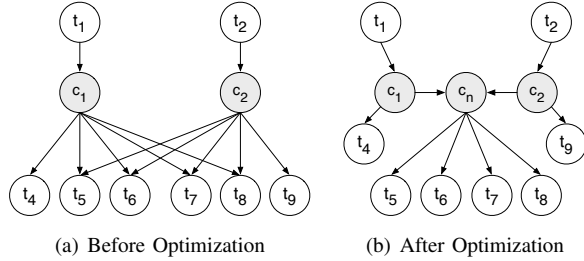 t1 t2
c1 c2
t4 t5 t6 t7 t8 t9
(a) Before Optimization
t1 t2
c1 cn c2
t4 t9
t5 t6 t7 t8
(b) After Optimization